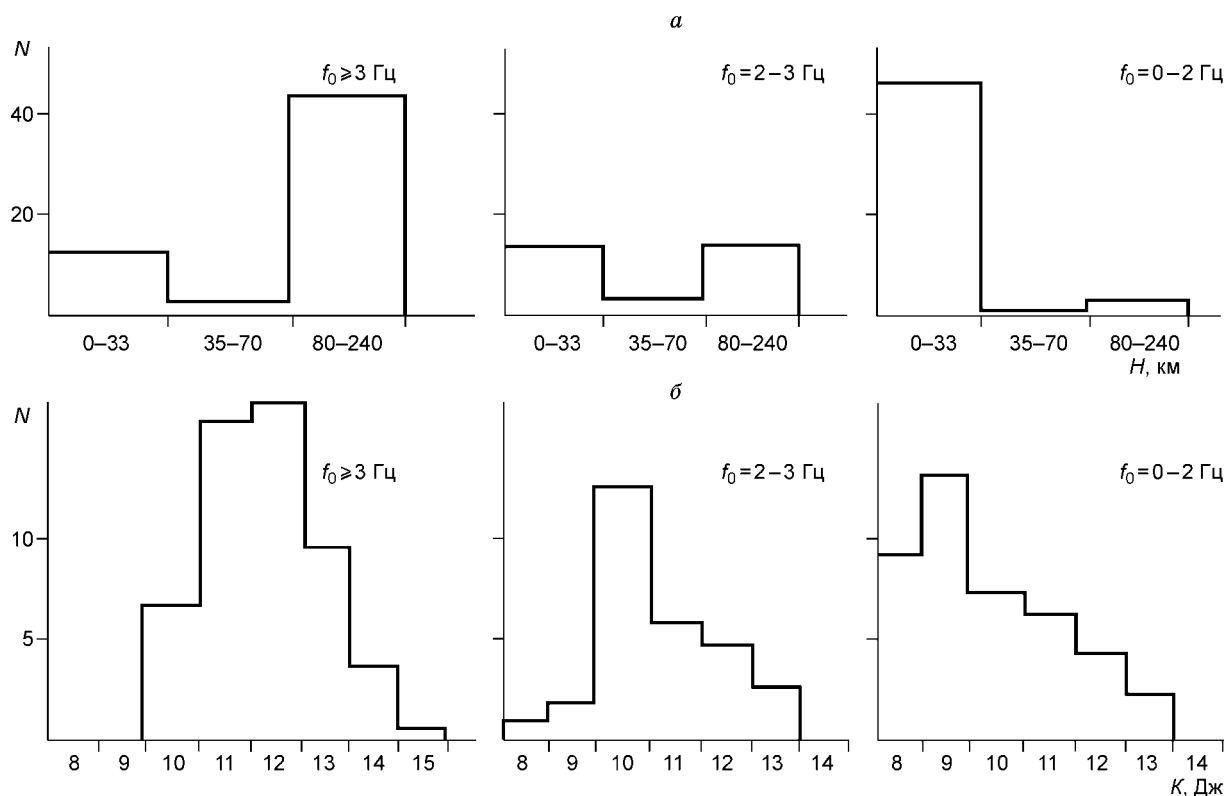 а
N
f₀ ⩾ 3 Гц
f₀ = 2 – 3 Гц
f₀ = 0 – 2 Гц
40
20
0–33 35–70 80–240
0–33 35–70 80–240
0–33 35–70 80–240
H, км
б
N
f₀ ⩾ 3 Гц
f₀ = 2 – 3 Гц
f₀ = 0 – 2 Гц
10
5
8 9 10 11 12 13 14 15
8 9 10 11 12 13 14
8 9 10 11 12 13 14
K, Дж